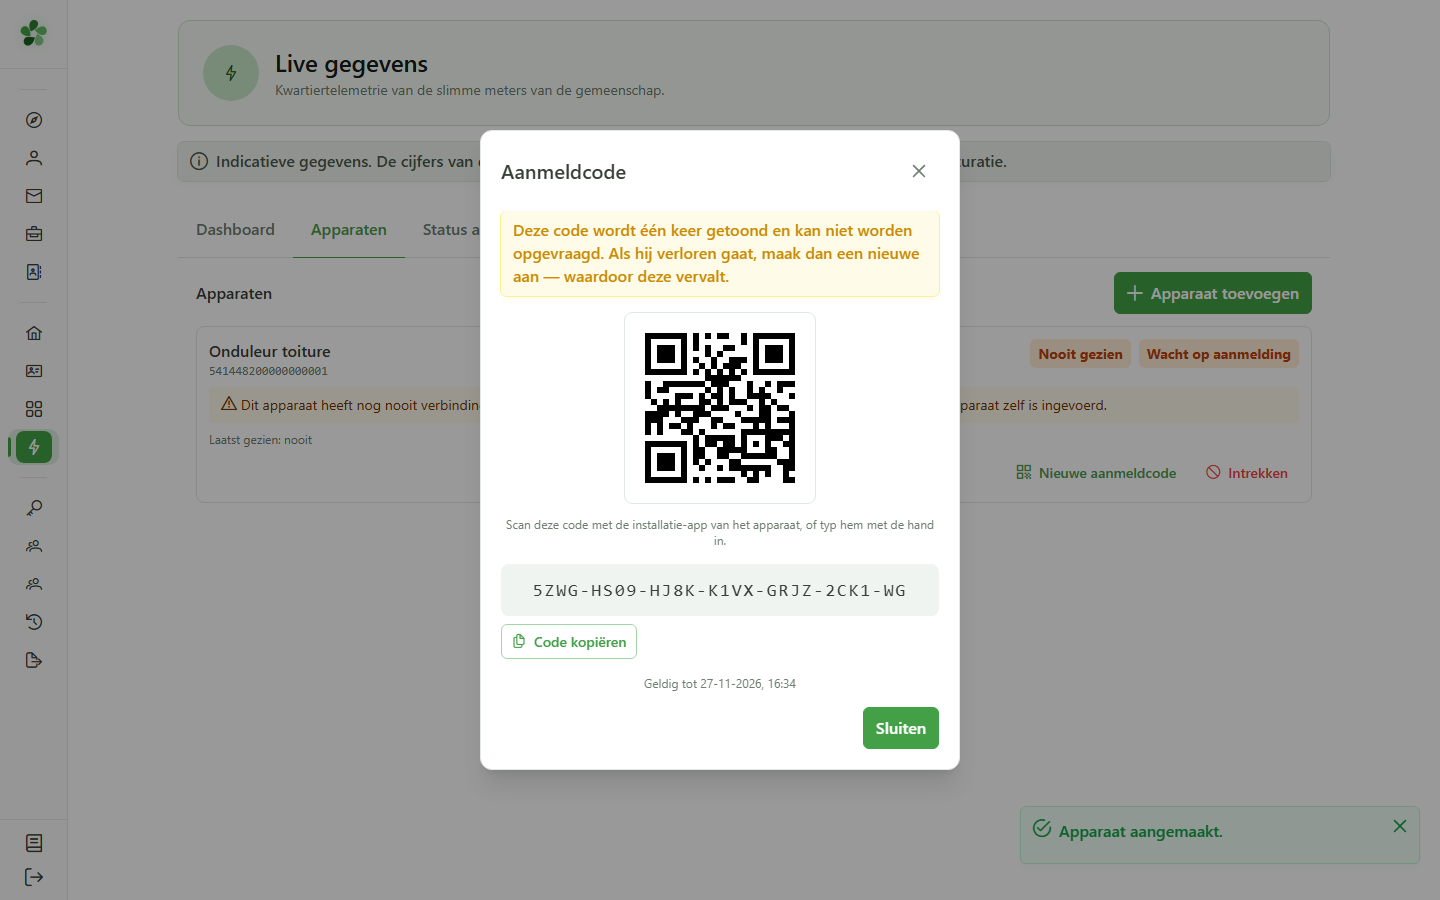 Live gegevens
Kwartiertelemetrie van de slimme meters van de gemeenschap.
Indicatieve gegevens. De cijfers van
Dashboard
Apparaten
Status a
Apparaten
Apparaat toevoegen
Onduleur toiture
541448200000000001
Nooit gezien
Wacht op aanmelding
Dit apparaat heeft nog nooit
paraat zelf is ingevoerd.
Laatst gezien: nooit
Nieuwe aanmeldcode
Intrekken
Aanmeldcode
Deze code wordt één keer getoond en kan niet worden
opgevraagd. Als hij verloren gaat, maak dan een nieuwe
aan — waardoor deze vervalt.
Scan deze code met de installatie-app van het apparaat, of typ hem met de hand
in.
5ZWG-HS09-HJ8K-K1VX-GRJZ-2CK1-WG
Code kopiëren
Geldig tot 27-11-2026, 16:34
Sluiten
Apparaat aangemaakt.